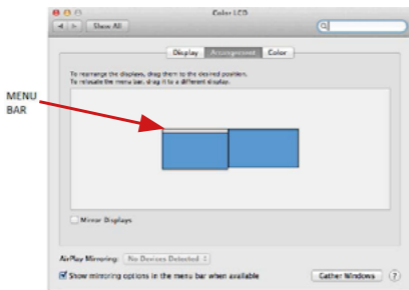 Color LCD
Show All
Display Arrangement Color
To rearrange the displays, drag them to the desired position.
To relocate the menu bar, drag it to a different display.
MENU
BAR
Mirror Displays
AirPlay Mirroring: No Devices Detected
Show mirroring options in the menu bar when available
Gather Windows ?